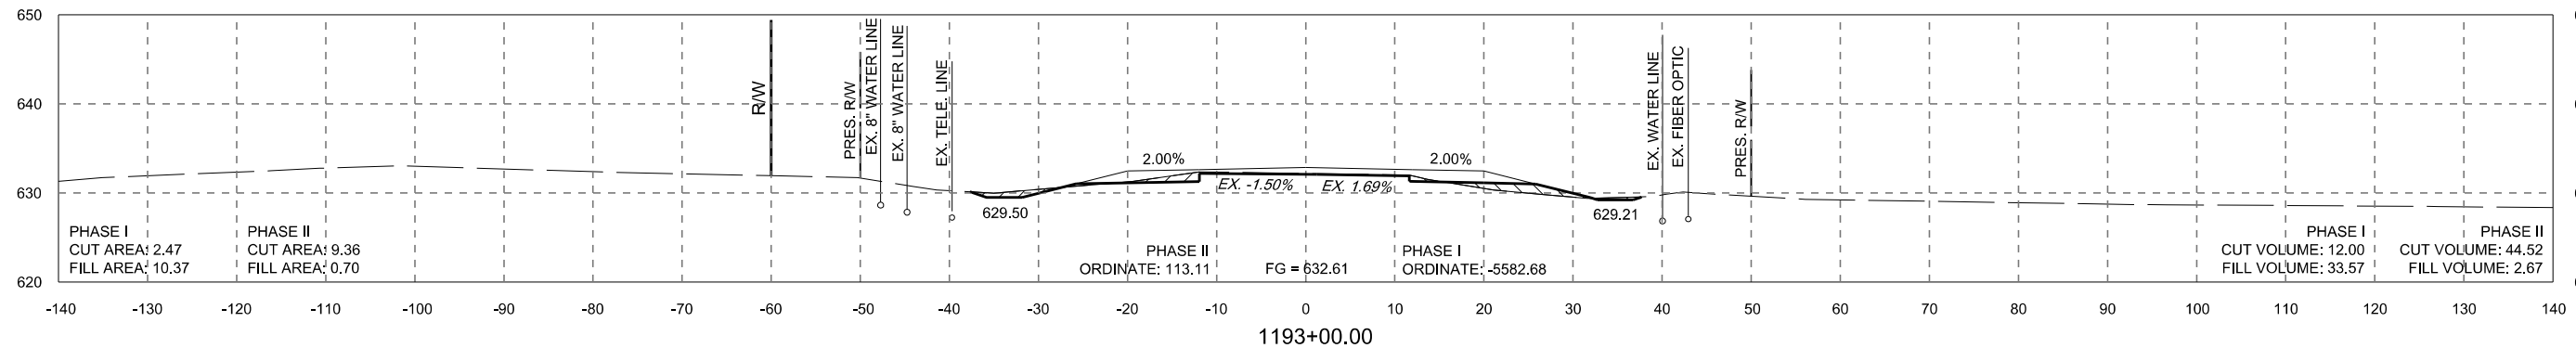 650
640
630
620
R/W
PRES. R/W
EX. 8" WATER LINE
EX. 8" WATER LINE
EX. TELE. LINE
EX. WATER LINE
EX. FIBER OPTIC
PRES. R/W
2.00%
2.00%
EX. -1.50%
EX. 1.69%
629.50
629.21
PHASE I
CUT AREA: 2.47
FILL AREA: 10.37
PHASE II
CUT AREA: 9.36
FILL AREA: 0.70
PHASE II
ORDINATE: 113.11
FG = 632.61
PHASE I
ORDINATE: -5582.68
PHASE I
CUT VOLUME: 12.00
FILL VOLUME: 33.57
PHASE II
CUT VOLUME: 44.52
FILL VOLUME: 2.67
-140 -130 -120 -110 -100 -90 -80 -70 -60 -50 -40 -30 -20 -10 0 10 20 30 40 50 60 70 80 90 100 110 120 130 140
1193+00.00